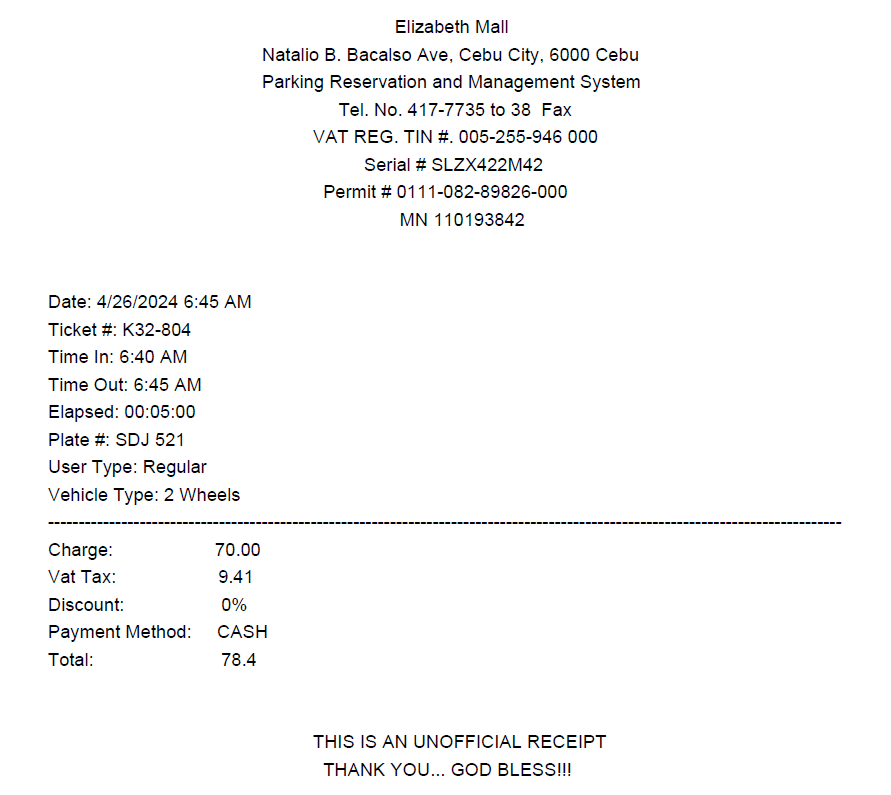 Elizabeth Mall
Natalio B. Bacalso Ave, Cebu City, 6000 Cebu
Parking Reservation and Management System
Tel. No. 417-7735 to 38  Fax
VAT REG. TIN #. 005-255-946 000
Serial # SLZX422M42
Permit # 0111-082-89826-000
MN 110193842
Date: 4/26/2024 6:45 AM
Ticket #: K32-804
Time In: 6:40 AM
Time Out: 6:45 AM
Elapsed: 00:05:00
Plate #: SDJ 521
User Type: Regular
Vehicle Type: 2 Wheels
Charge: 70.00
Vat Tax: 9.41
Discount: 0%
Payment Method: CASH
Total: 78.4
THIS IS AN UNOFFICIAL RECEIPT
THANK YOU... GOD BLESS!!!